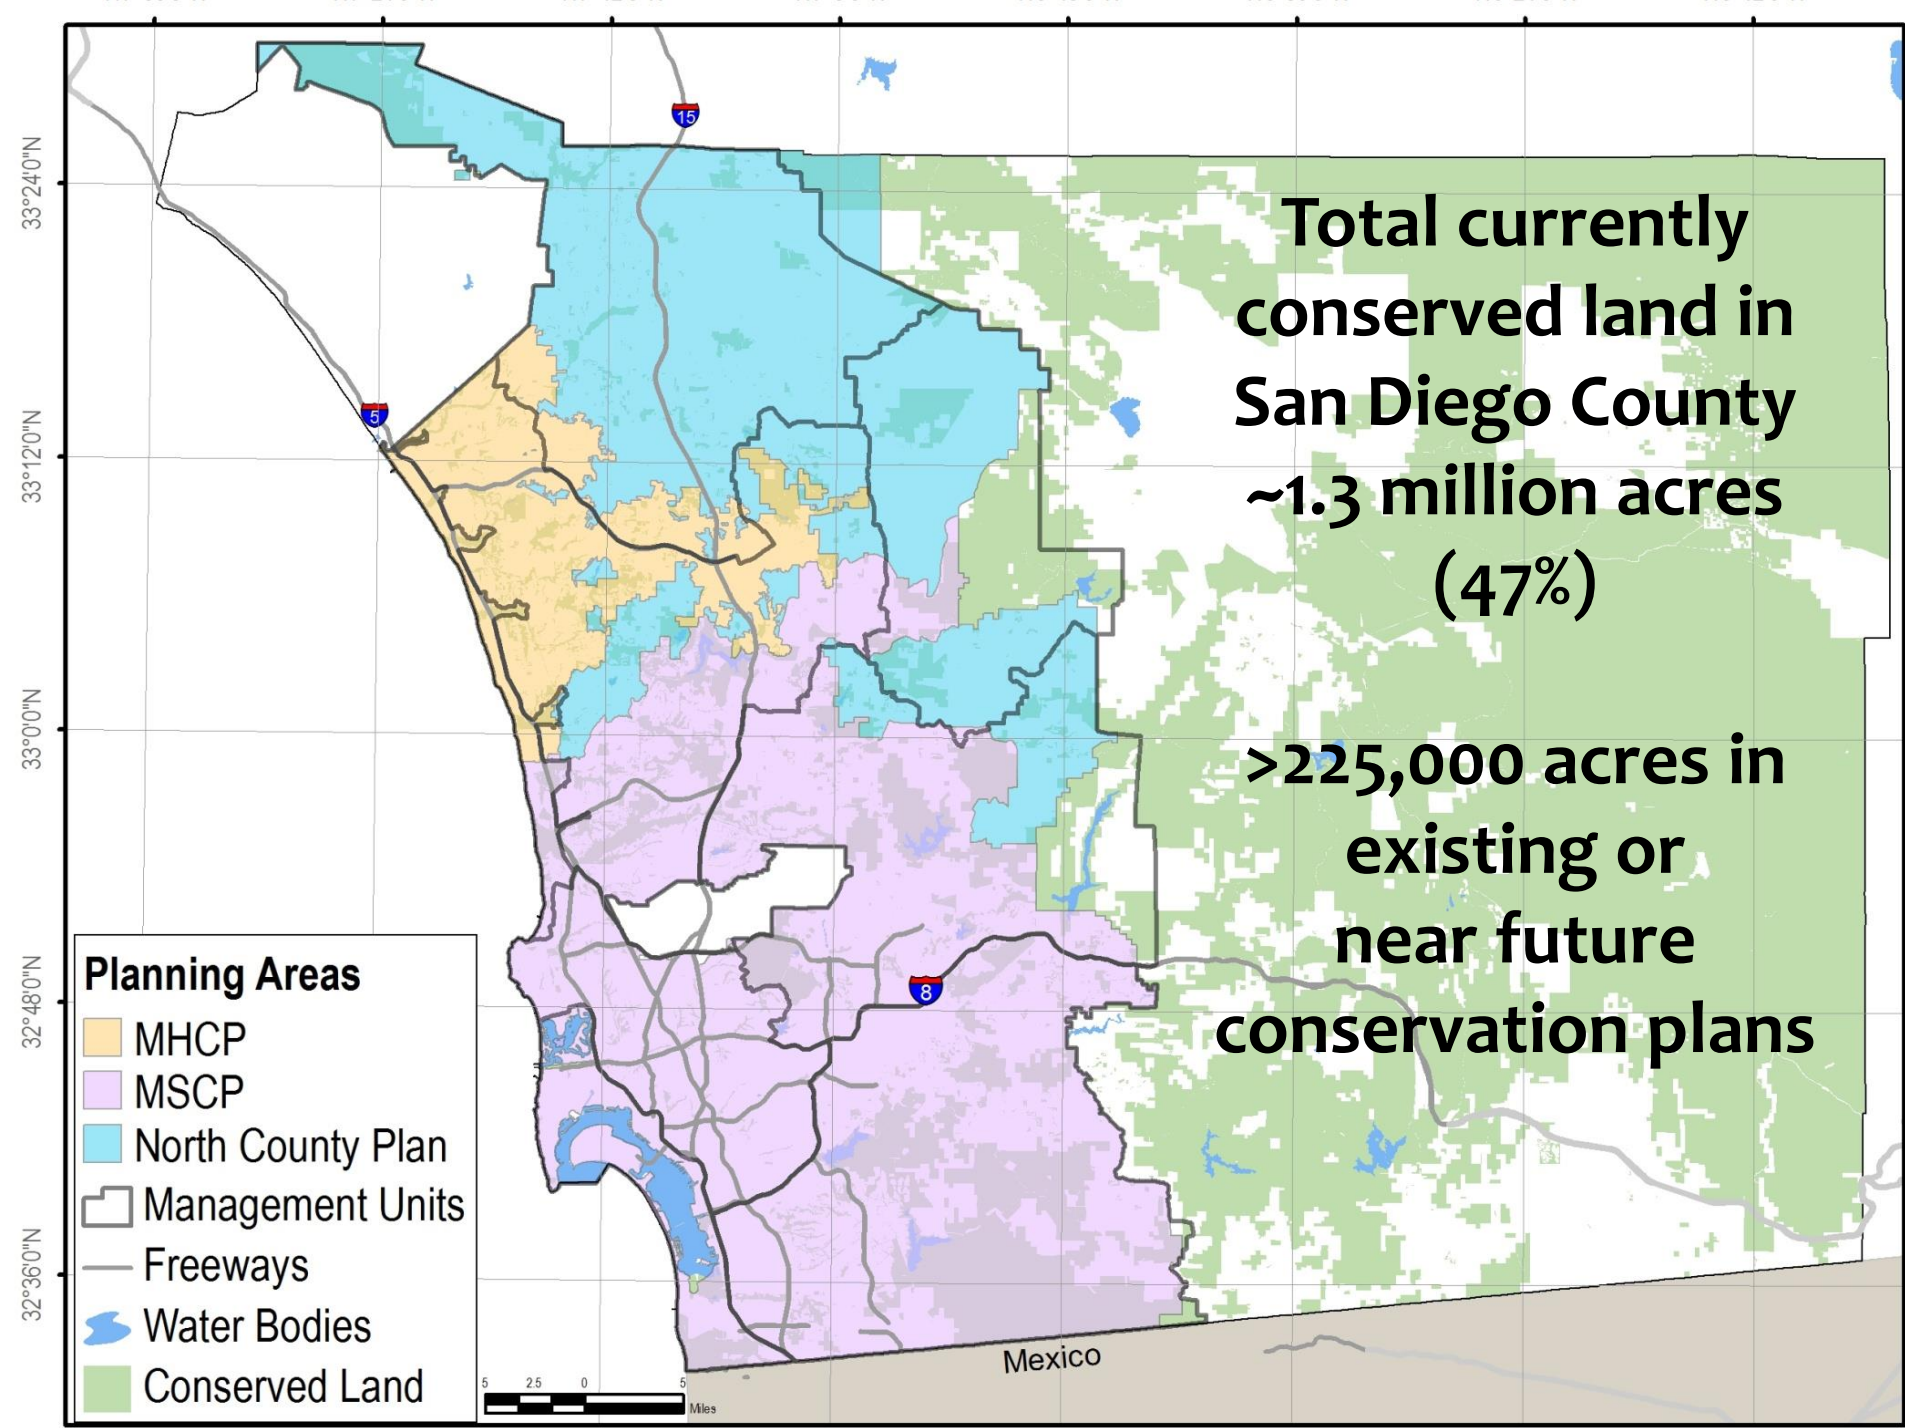 15
33°24'0"N
Total currently
conserved land in
San Diego County
~1.3 million acres
(47%)
5
33°12'0"N
33°0'0"N
>225,000 acres in
existing or
near future
conservation plans
8
32°48'0"N
32°36'0"N
Planning Areas
MHCP
MSCP
North County Plan
Management Units
Freeways
Water Bodies
Conserved Land
5 2.5 0 5
Miles
Mexico